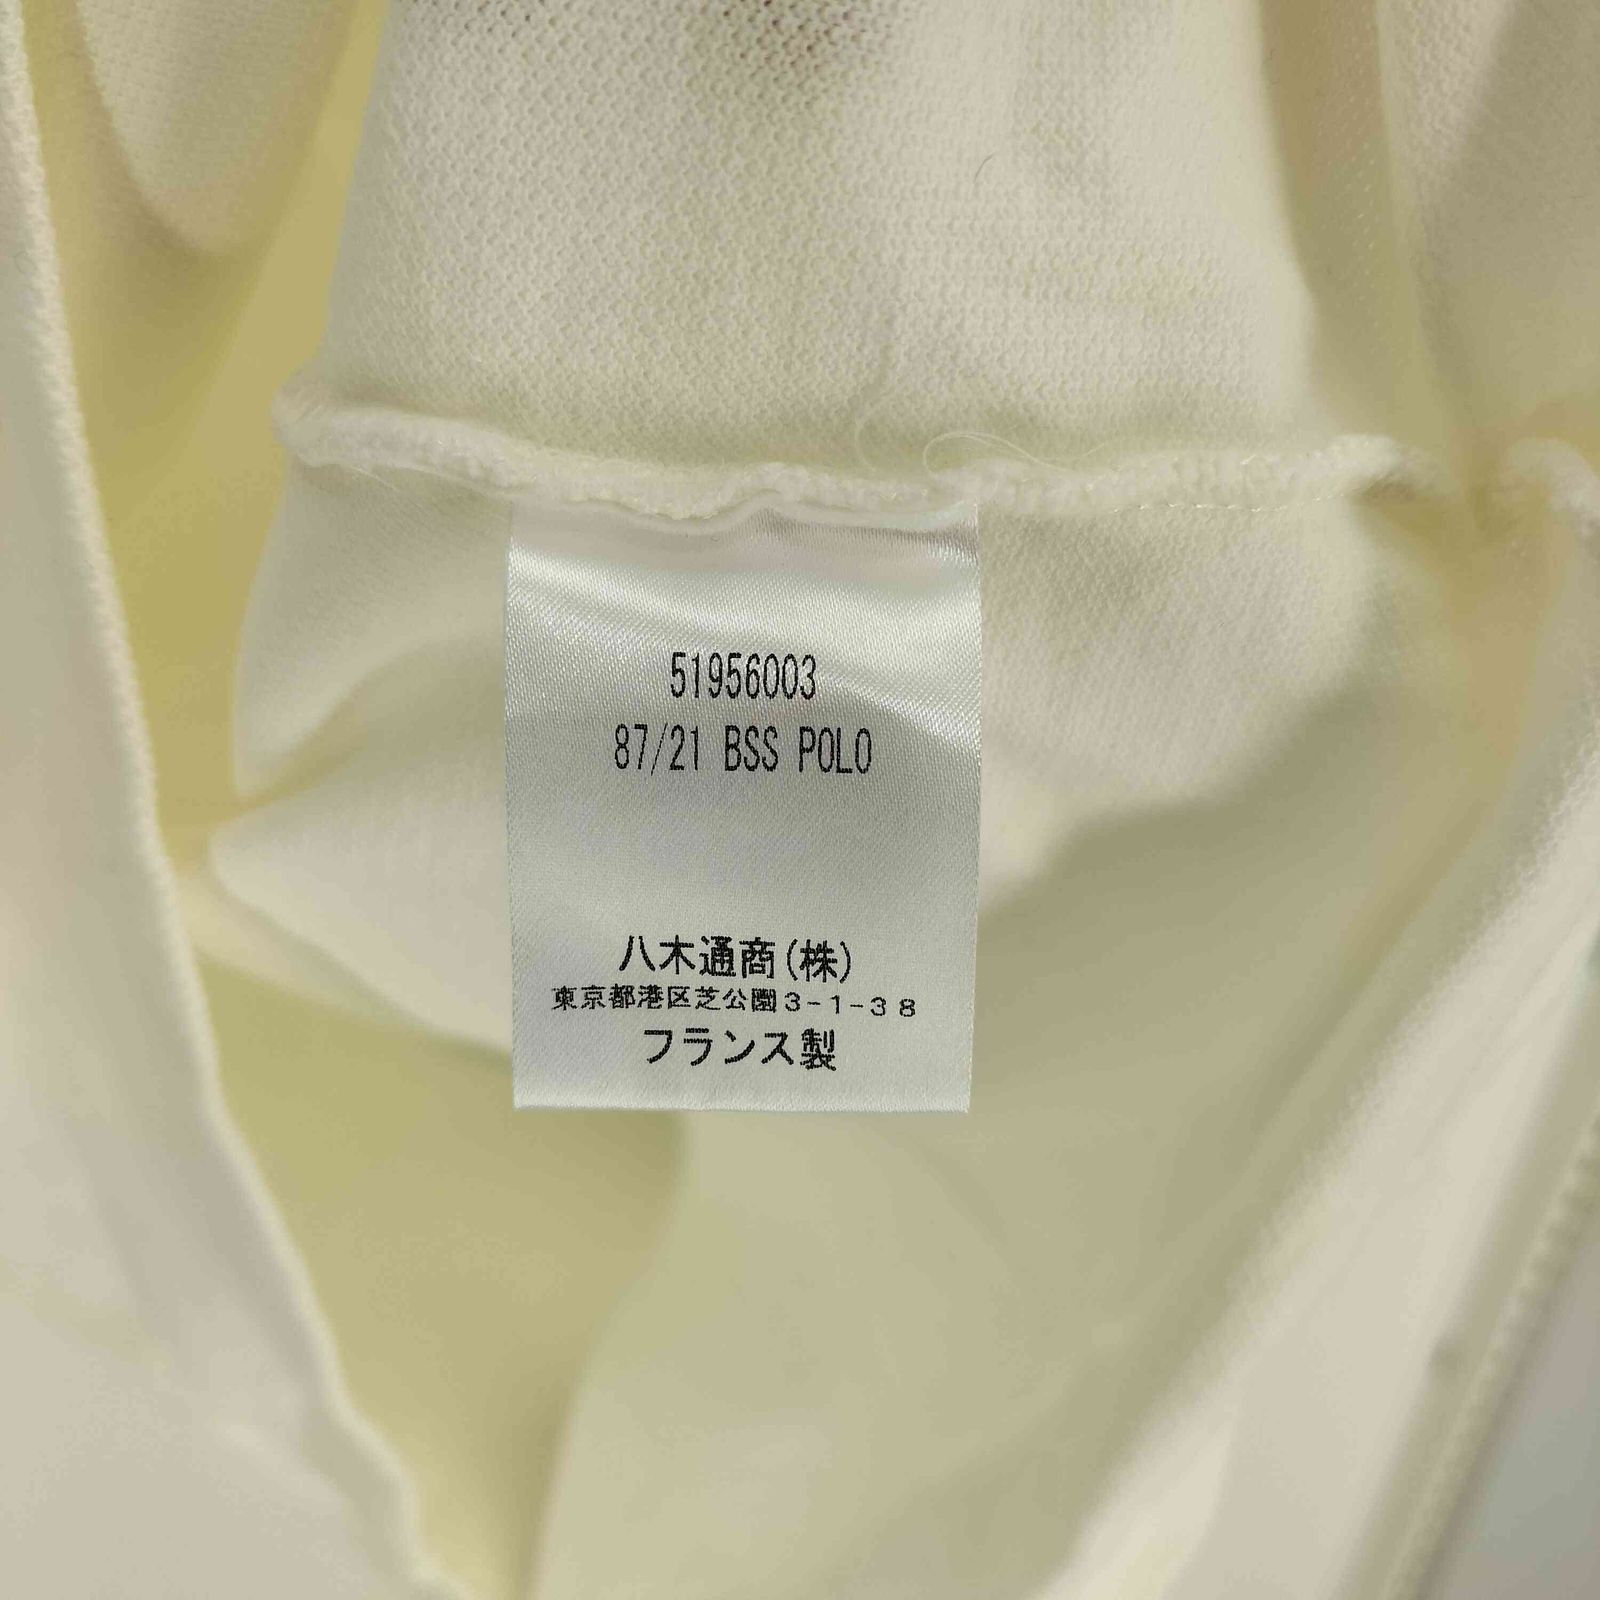 51956003
87/21 BSS POLO
八木通商(株)
東京都港区芝公園3-1-38
フランス製